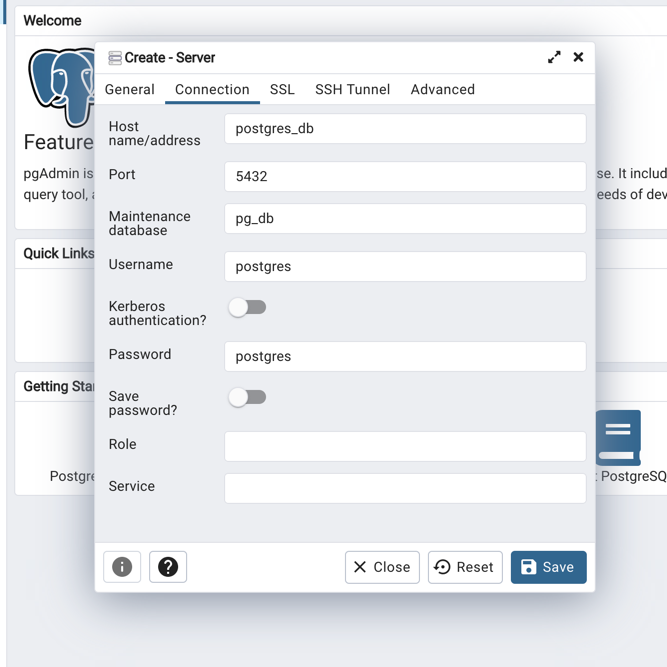 Welcome
Create - Server
General Connection SSL SSH Tunnel Advanced
Feature
Host name/address
postgres_db
pgAdmin is
se. It includ
Port
5432
query tool,
eeds of dev
Maintenance database
pg_db
Quick Links
Username
postgres
Kerberos authentication?
Password
postgres
Getting Star
Save password?
Role
Postgre
t PostgreSQ
Service
i
?
Close
Reset
Save